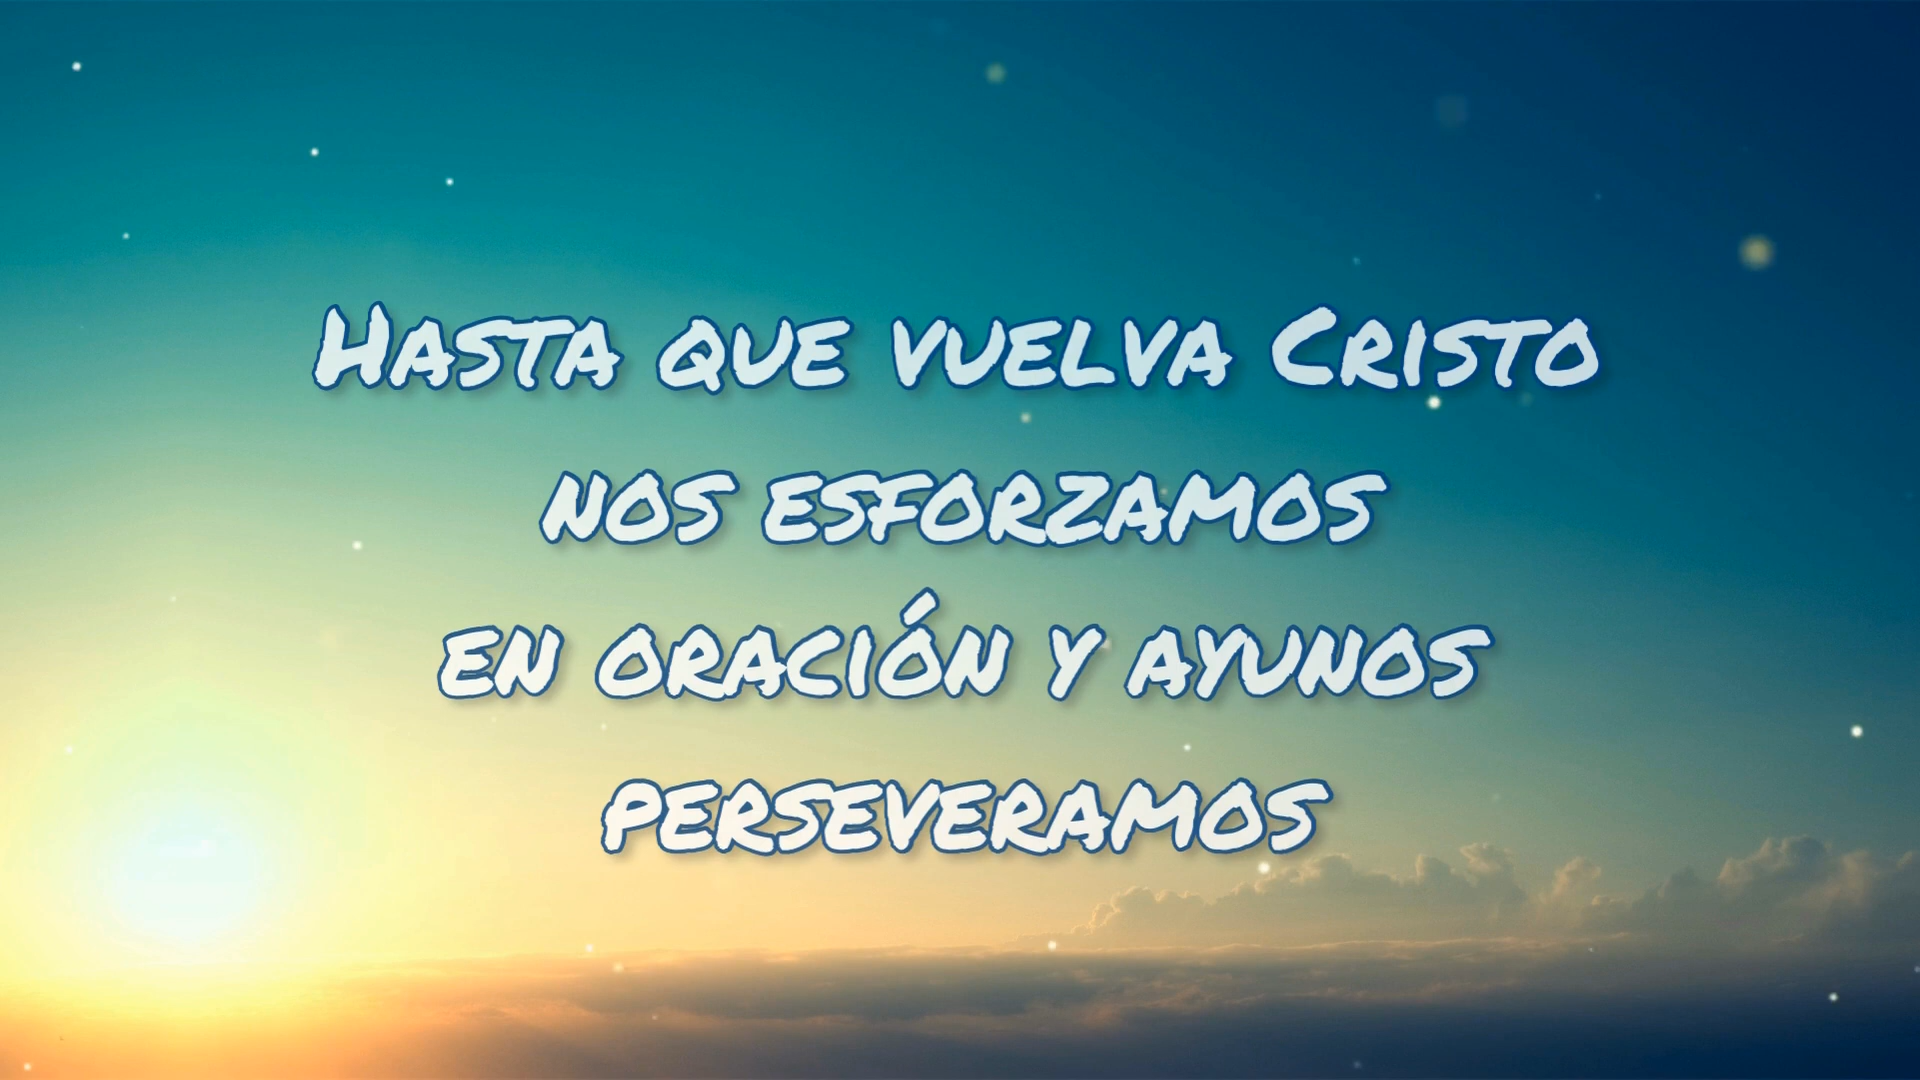 Hasta que vuelva Cristo
nos esforzamos
en oración y ayunos
perseveramos